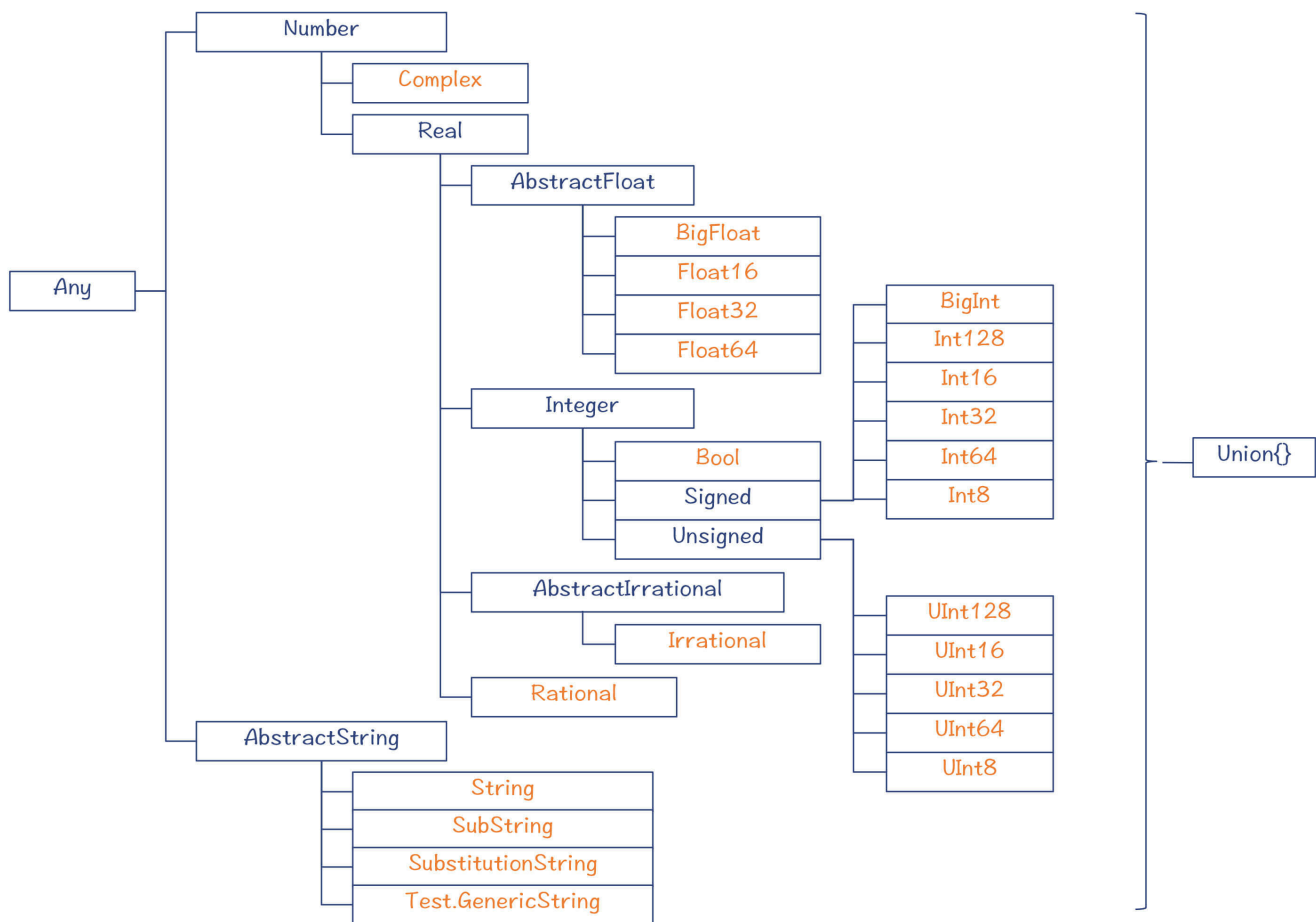 Any
Number
Complex
Real
AbstractFloat
BigFloat
Float16
Float32
Float64
Integer
Bool
Signed
Unsigned
BigInt
Int128
Int16
Int32
Int64
Int8
UInt128
UInt16
UInt32
UInt64
UInt8
AbstractIrrational
Irrational
Rational
AbstractString
String
SubString
SubstitutionString
Test.GenericString
Union{}